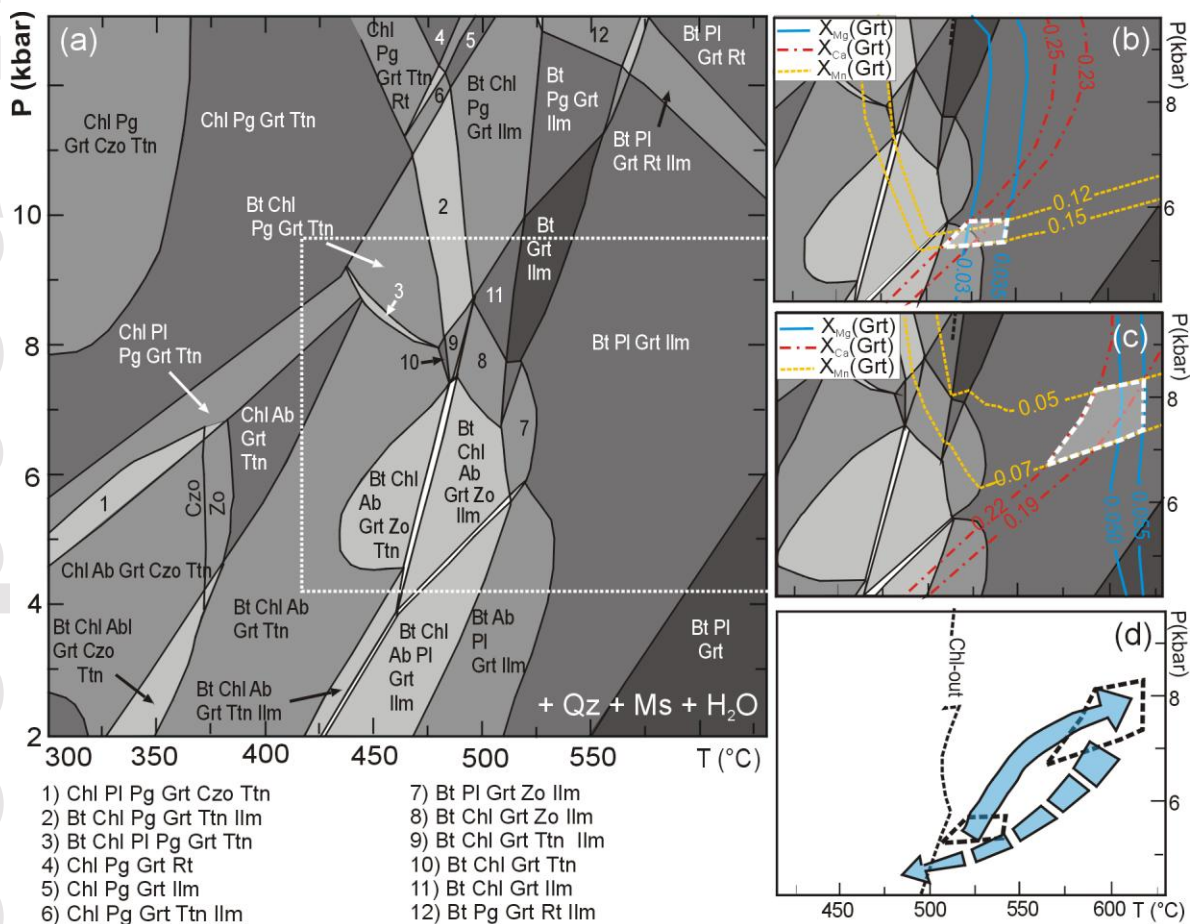 P (kbar)
(a)
10
8
6
4
2
300
350
400
450
500
550
T (°C)
Chl Pg
Grt Czo Ttn
Chl Pg Grt Ttn
Chl
Pg
Grt Ttn
Rt
4
5
6
Bt Chl
Pg
Grt Ilm
12
Bt
Pg Grt
Ilm
Bt Pl
Grt Rt
Bt Pl
Grt Rt Ilm
Bt Chl
Pg Grt Ttn
2
3
11
Bt
Grt
Ilm
Chl Pl
Pg Grt Ttn
9
10
8
Bt Pl Grt Ilm
Chl Ab
Grt
Ttn
7
1
Czo
Zo
Bt Chl
Ab
Grt Zo
Ttn
Bt
Chl
Ab
Grt Zo
Ilm
Chl Ab Grt Czo Ttn
Bt Chl Abl
Grt Czo
Ttn
Bt Chl Ab
Grt Ttn
Bt Chl Ab
Grt Ttn Ilm
Bt Chl
Ab Pl
Grt
Ilm
Bt Ab
Pl
Grt Ilm
Bt Pl
Grt
+ Qz + Ms + H2O
1) Chl Pl Pg Grt Czo Ttn
2) Bt Chl Pg Grt Ttn Ilm
3) Bt Chl Pl Pg Grt Ttn
4) Chl Pg Grt Rt
5) Chl Pg Grt Ilm
6) Chl Pg Grt Ttn Ilm
7) Bt Pl Grt Zo Ilm
8) Bt Chl Grt Zo Ilm
9) Bt Chl Grt Ttn Ilm
10) Bt Chl Grt Ttn
11) Bt Chl Grt Ilm
12) Bt Pg Grt Rt Ilm
XMg(Grt)
XCa(Grt)
XMn(Grt)
(b)
P(kbar)
8
6
0.25
0.23
0.12
0.15
0.03
0.035
XMg(Grt)
XCa(Grt)
XMn(Grt)
(c)
P(kbar)
8
6
0.05
0.07
0.22
0.19
0.050
0.055
(d)
P(kbar)
8
6
Chl-out
450
500
550
600
T (°C)